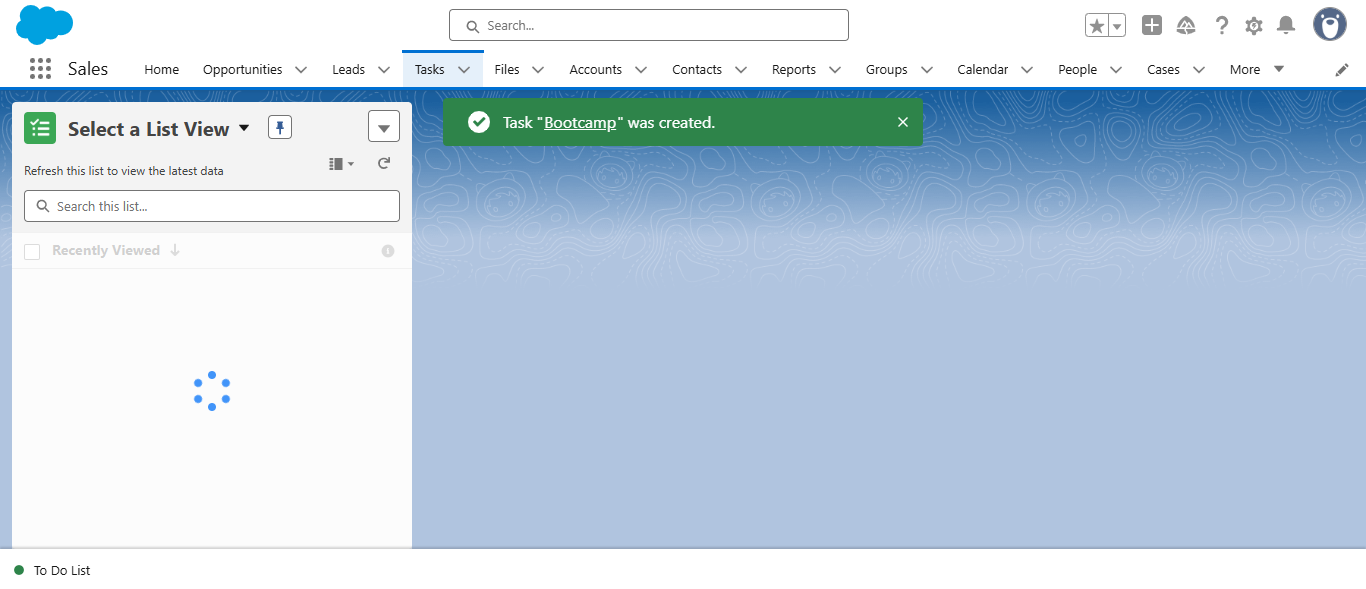 Search...
Sales
Home
Opportunities
Leads
Tasks
Files
Accounts
Contacts
Reports
Groups
Calendar
People
Cases
More
Select a List View
Task "Bootcamp" was created.
Refresh this list to view the latest data
Search this list...
Recently Viewed
To Do List